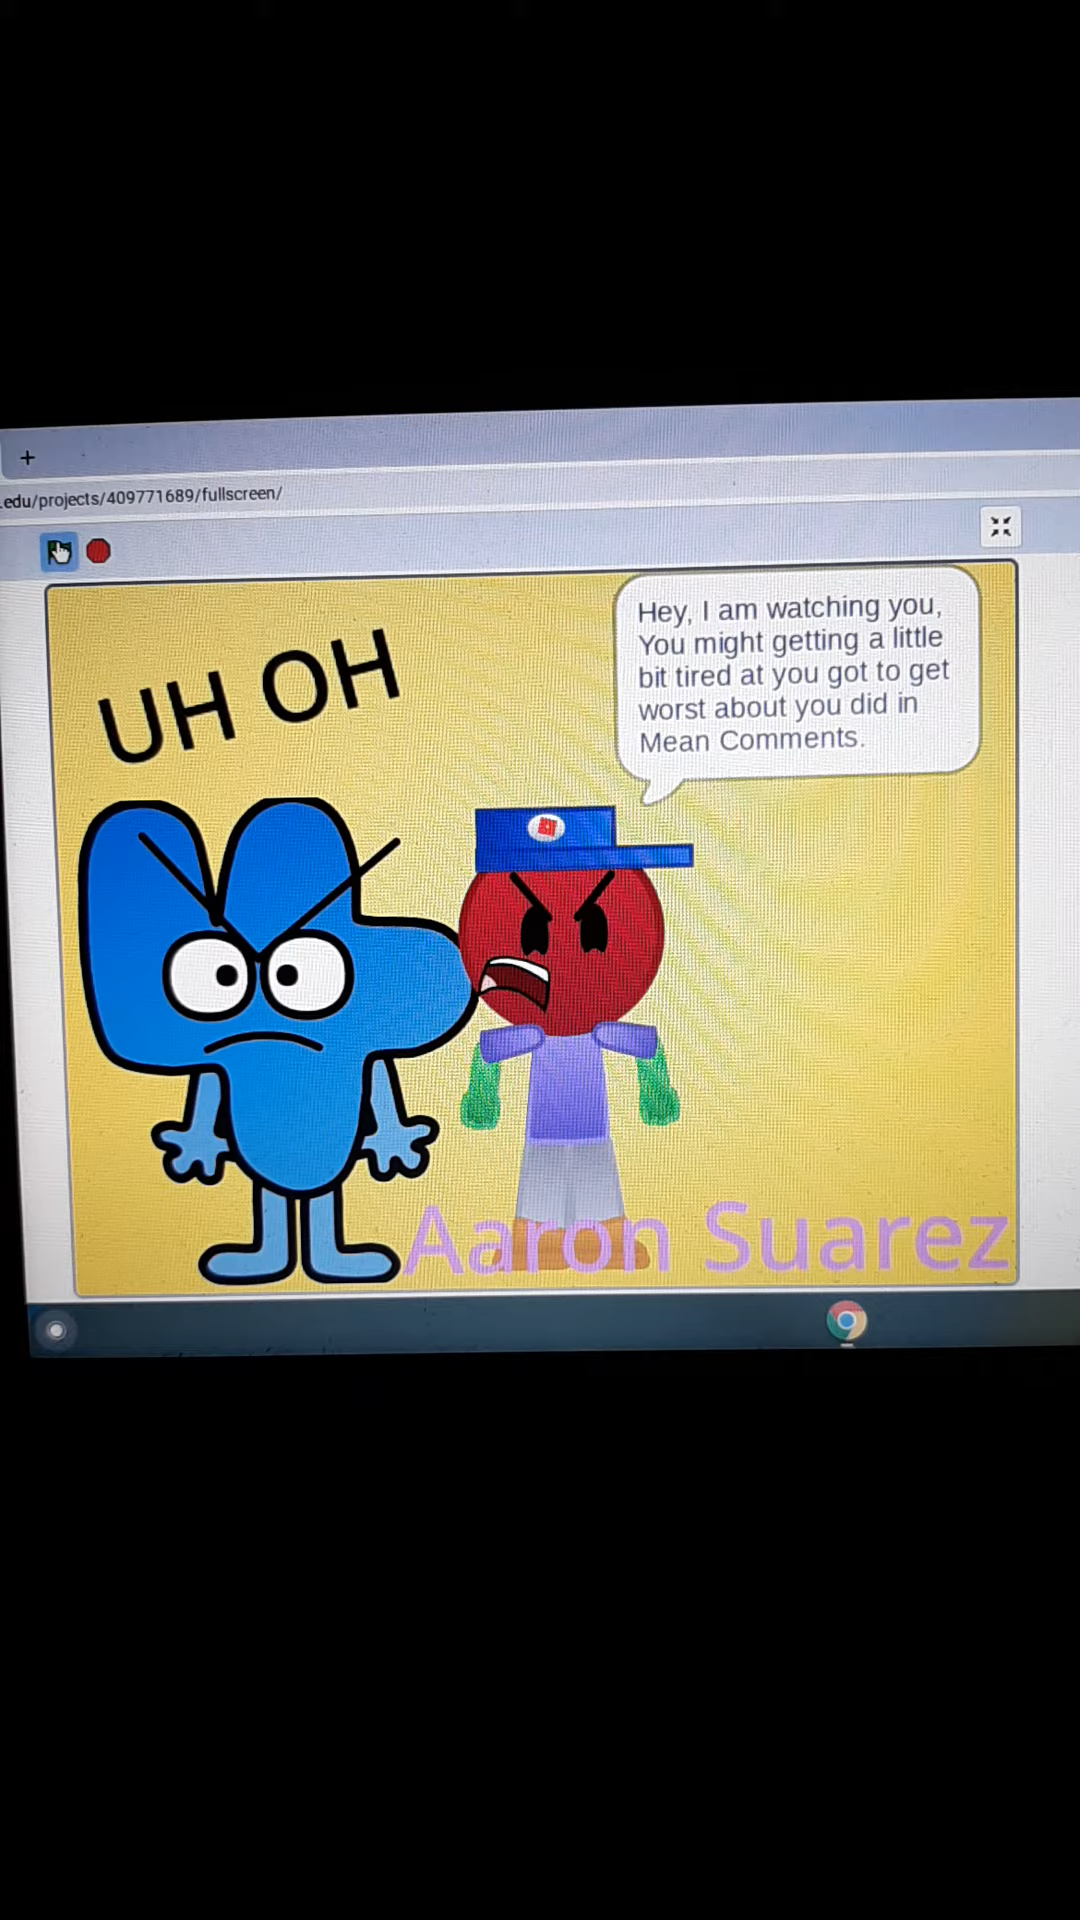 +
.edu/projects/409771689/fullscreen/
UH OH
Hey, I am watching you,
You might getting a little
bit tired at you got to get
worst about you did in
Mean Comments.
Aaron Suarez